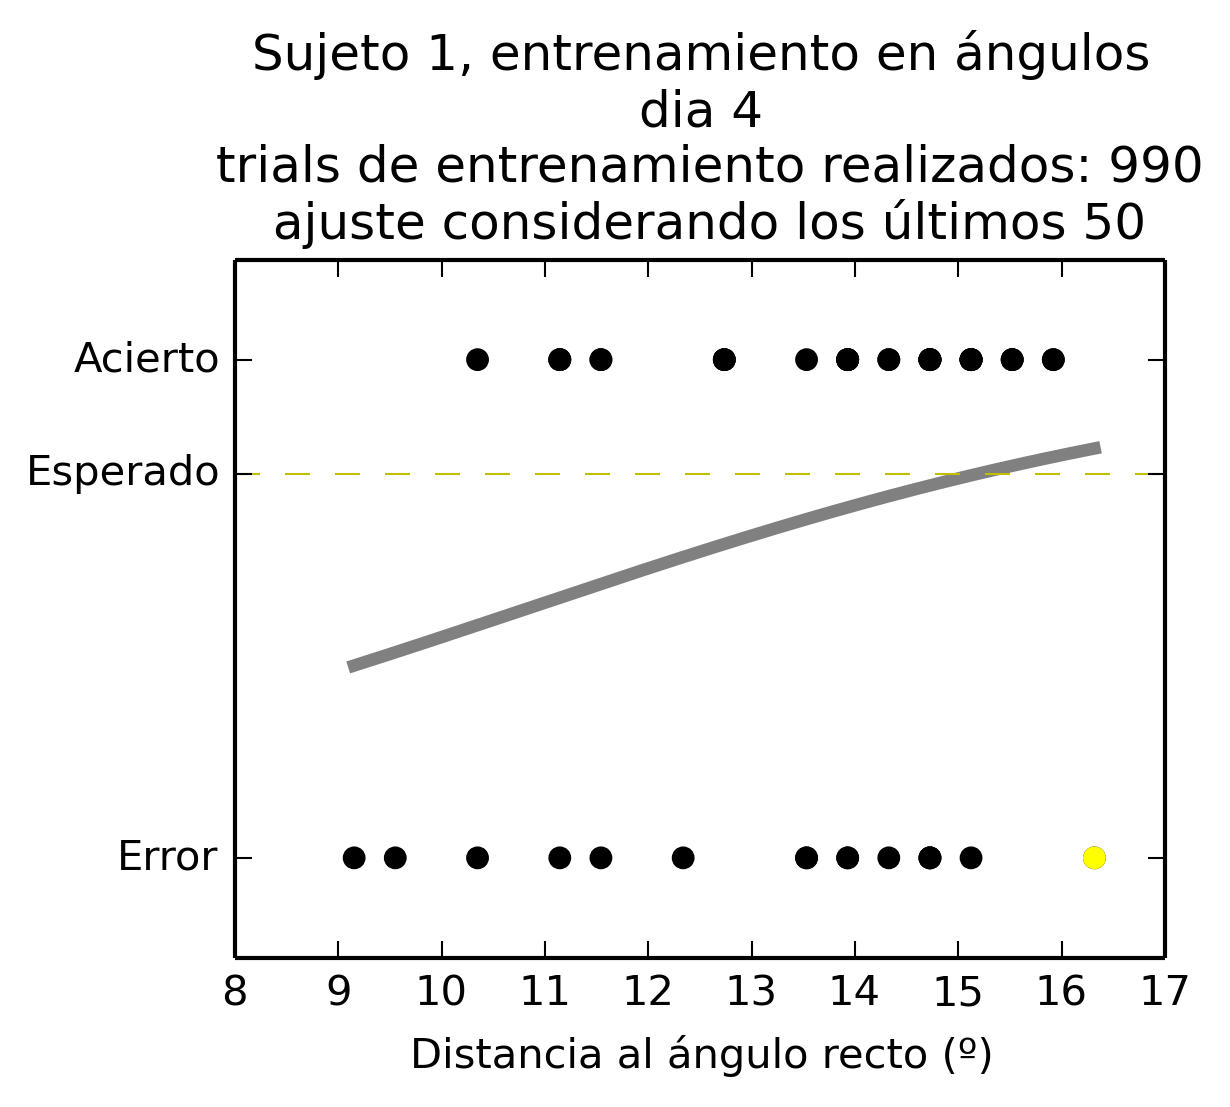 Sujeto 1, entrenamiento en ángulos
dia 4
trials de entrenamiento realizados: 990
ajuste considerando los últimos 50
Acierto
Esperado
Error
8 9 10 11 12 13 14 15 16 17
Distancia al ángulo recto (º)